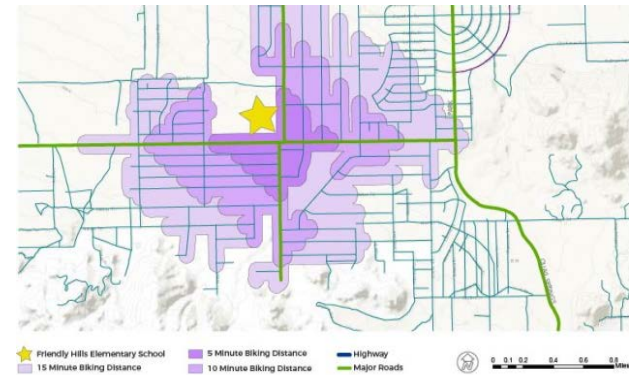 Friendly Hills Elementary School
5 Minute Biking Distance
Highway
15 Minute Biking Distance
10 Minute Biking Distance
Major Roads
0 0.1 0.2 0.4 0.6 0.8
Miles